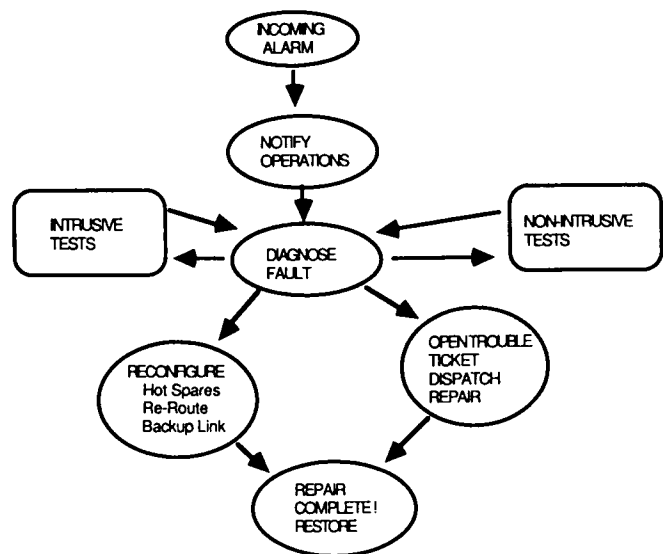 INCOMING
ALARM
NOTIFY
OPERATIONS
INTRUSIVE
TESTS
NON-INTRUSIVE
TESTS
DIAGNOSE
FAULT
RECONFIGURE
Hot Spares
Re-Route
Backup Link
OPEN TROUBLE
TICKET
DISPATCH
REPAIR
REPAIR
COMPLETE!
RESTORE